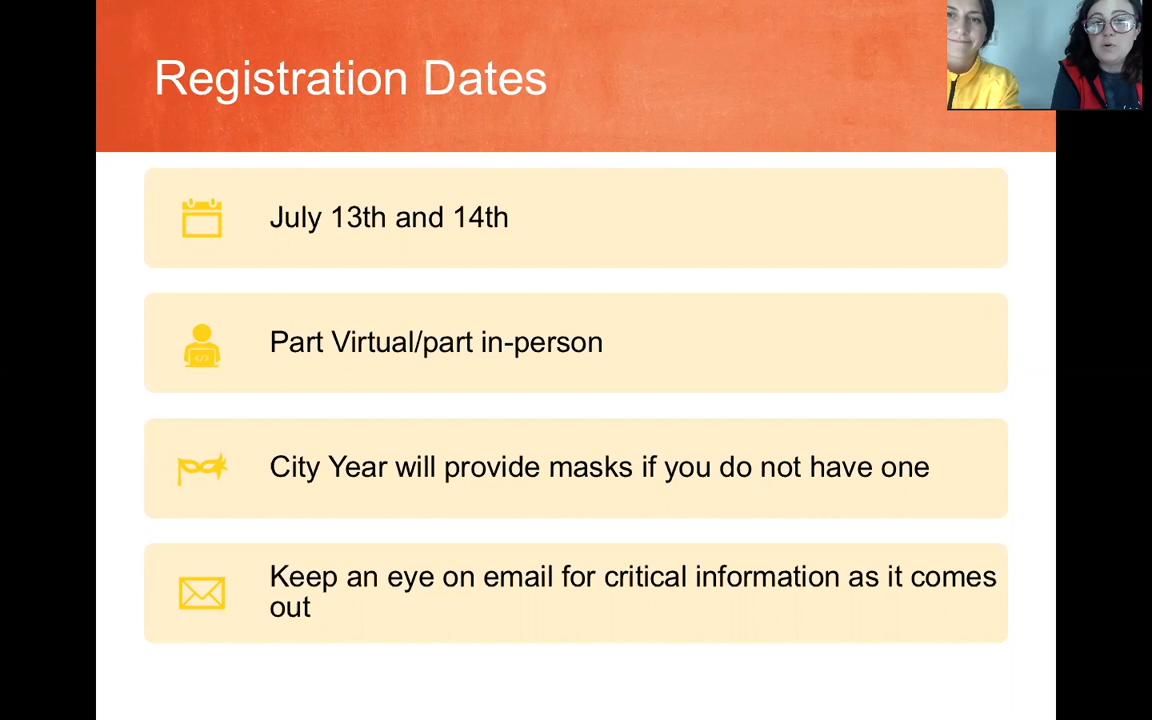 Registration Dates
July 13th and 14th
Part Virtual/part in-person
City Year will provide masks if you do not have one
Keep an eye on email for critical information as it comes
out